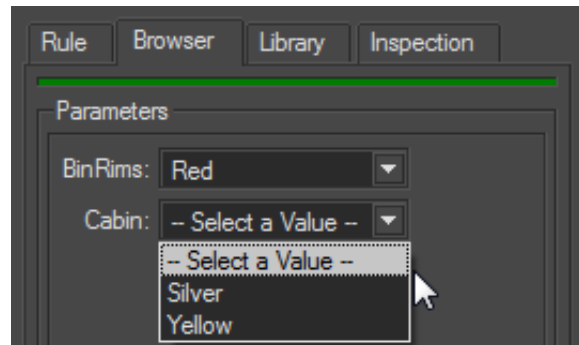 Rule Browser Library Inspection
Parameters
BinRims: Red
Cabin: -- Select a Value --
-- Select a Value --
Silver
Yellow